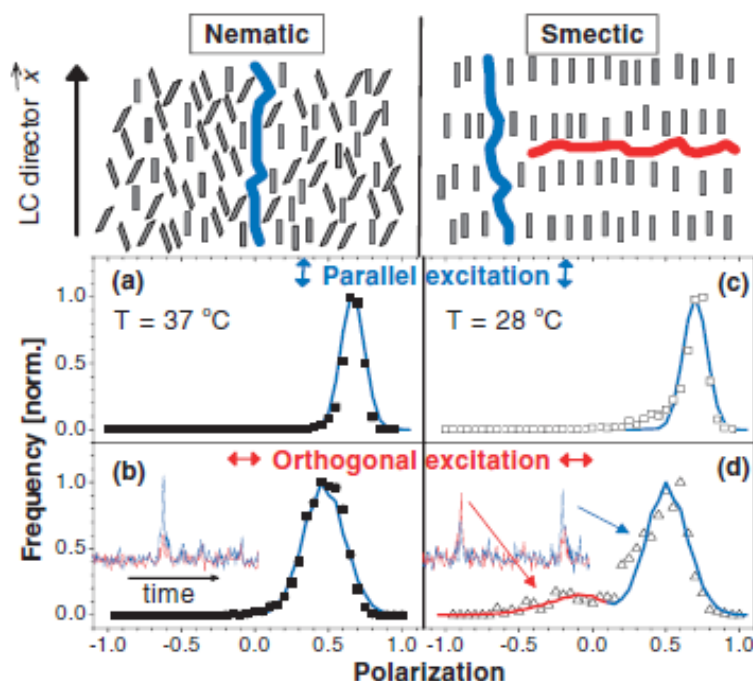 Nematic
Smectic
LC director x
(a)
Parallel excitation
(c)
T = 37 °C
T = 28 °C
1.0
0.5
0.0
(b)
Orthogonal excitation
(d)
1.0
0.5
0.0
time
Frequency [norm.]
-1.0 -0.5 0.0 0.5 1.0
-1.0 -0.5 0.0 0.5 1.0
Polarization